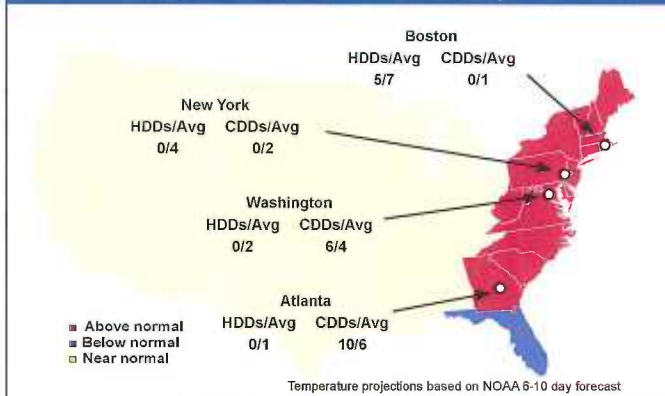 Boston
HDDs/Avg CDDs/Avg
5/7 0/1
New York
HDDs/Avg CDDs/Avg
0/4 0/2
Washington
HDDs/Avg CDDs/Avg
0/2 6/4
Atlanta
HDDs/Avg CDDs/Avg
0/1 10/6
Above normal
Below normal
Near normal
Temperature projections based on NOAA 6-10 day forecast